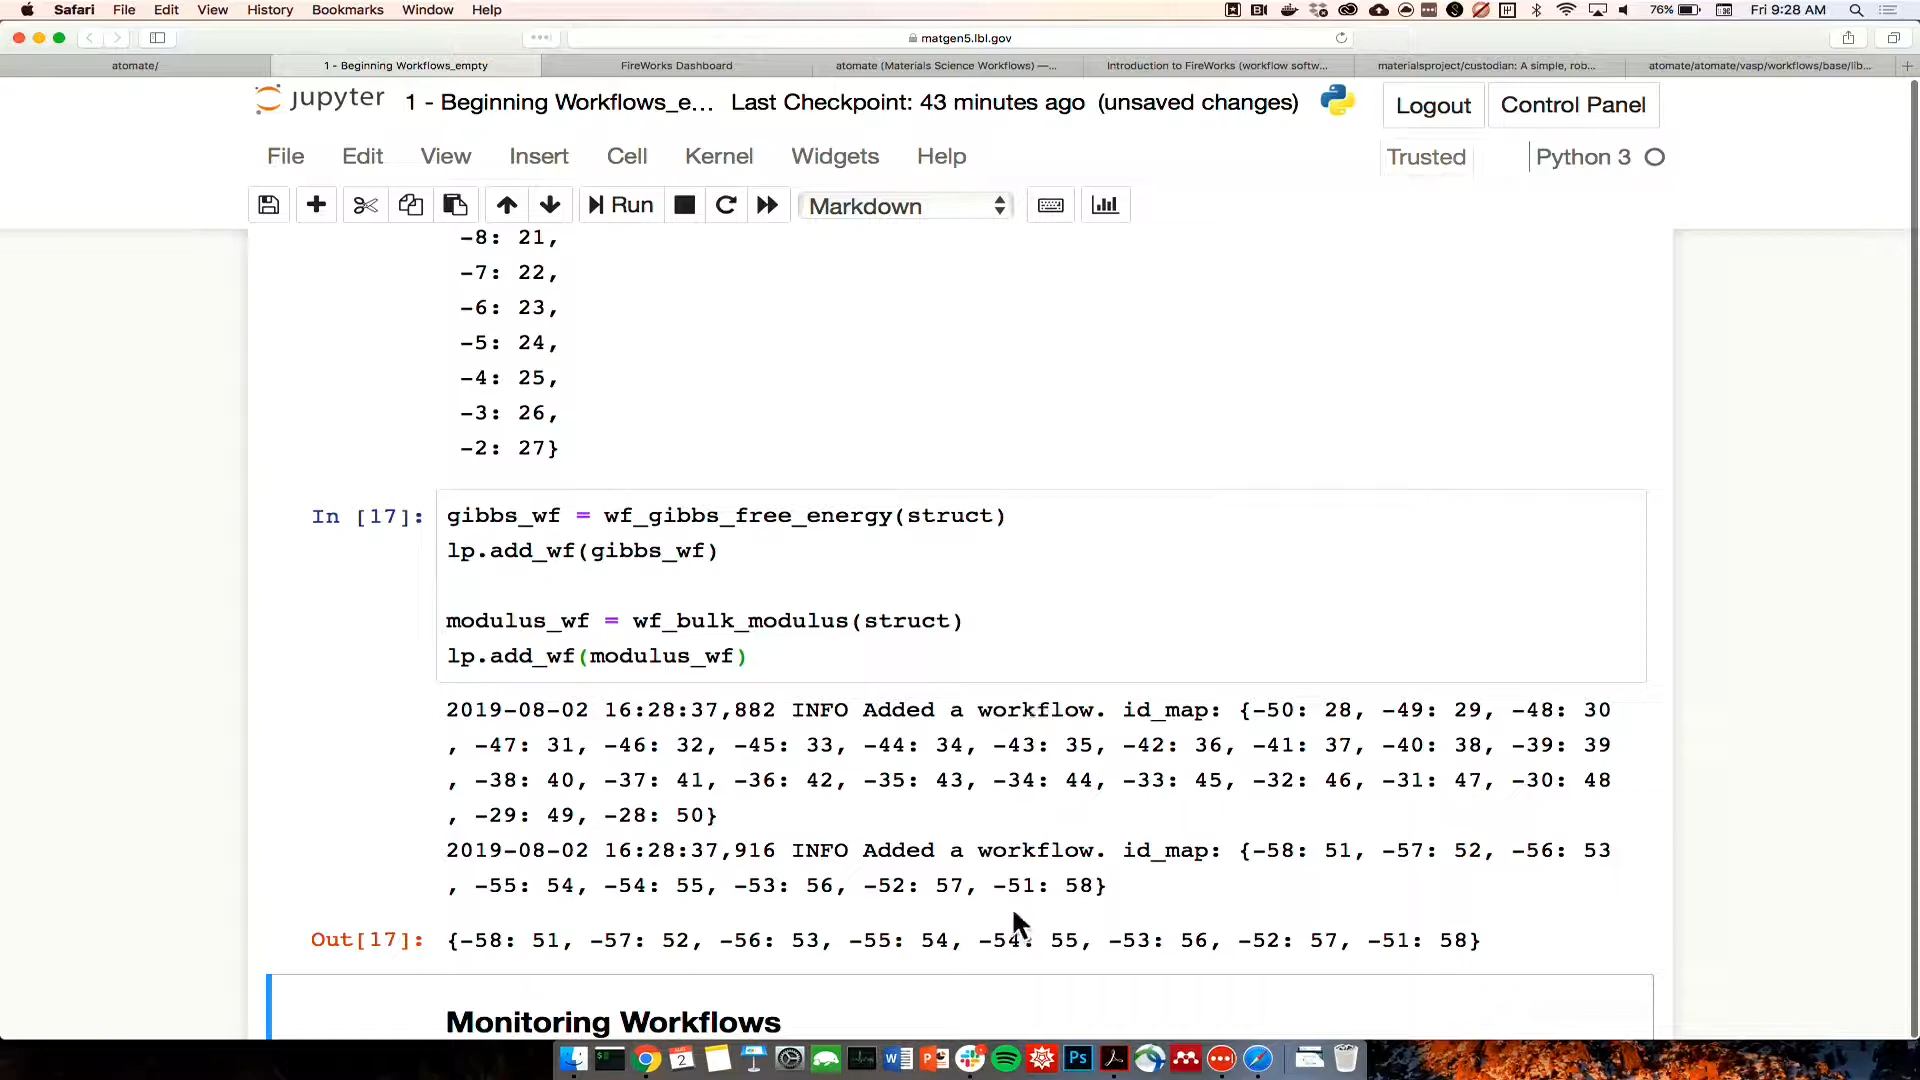 Safari File Edit View History Bookmarks Window Help 76% Fri 9:28 AM
matgen5.lbl.gov
atomate/ 1 - Beginning Workflows_empty FireWorks Dashboard atomate (Materials Science Workflows) —... Introduction to FireWorks (workflow softw... materialsproject/custodian: A simple, rob... atomate/atomate/vasp/workflows/base/lib...
jupyter 1 - Beginning Workflows_e... Last Checkpoint: 43 minutes ago (unsaved changes) Logout Control Panel
File Edit View Insert Cell Kernel Widgets Help Trusted Python 3
Run Markdown
-8: 21,
-7: 22,
-6: 23,
-5: 24,
-4: 25,
-3: 26,
-2: 27}
In [17]: gibbs_wf = wf_gibbs_free_energy(struct)
lp.add_wf(gibbs_wf)
modulus_wf = wf_bulk_modulus(struct)
lp.add_wf(modulus_wf)
2019-08-02 16:28:37,882 INFO Added a workflow. id_map: {-50: 28, -49: 29, -48: 30
, -47: 31, -46: 32, -45: 33, -44: 34, -43: 35, -42: 36, -41: 37, -40: 38, -39: 39
, -38: 40, -37: 41, -36: 42, -35: 43, -34: 44, -33: 45, -32: 46, -31: 47, -30: 48
, -29: 49, -28: 50}
2019-08-02 16:28:37,916 INFO Added a workflow. id_map: {-58: 51, -57: 52, -56: 53
, -55: 54, -54: 55, -53: 56, -52: 57, -51: 58}
Out[17]: {-58: 51, -57: 52, -56: 53, -55: 54, -54: 55, -53: 56, -52: 57, -51: 58}
Monitoring Workflows